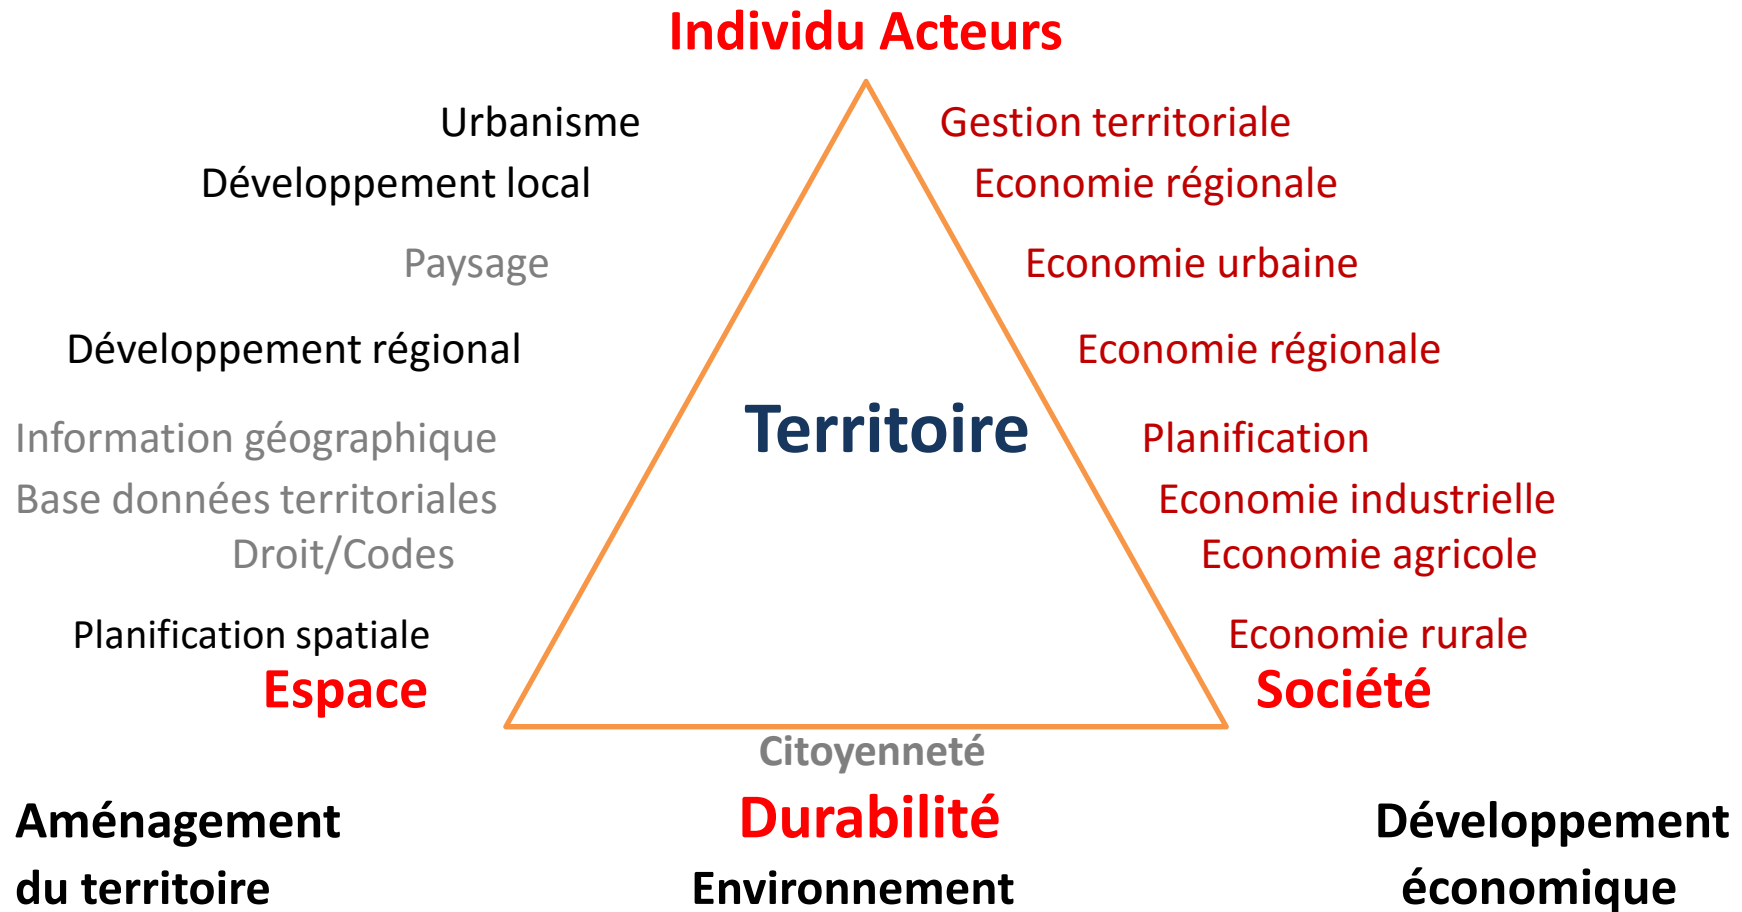 Individu Acteurs
Urbanisme
Gestion territoriale
Développement local
Economie régionale
Paysage
Economie urbaine
Développement régional
Economie régionale
Territoire
Information géographique
Planification
Base données territoriales
Economie industrielle
Droit/Codes
Economie agricole
Planification spatiale
Economie rurale
Espace
Société
Citoyenneté
Aménagement
du territoire
Durabilité
Environnement
Développement
économique